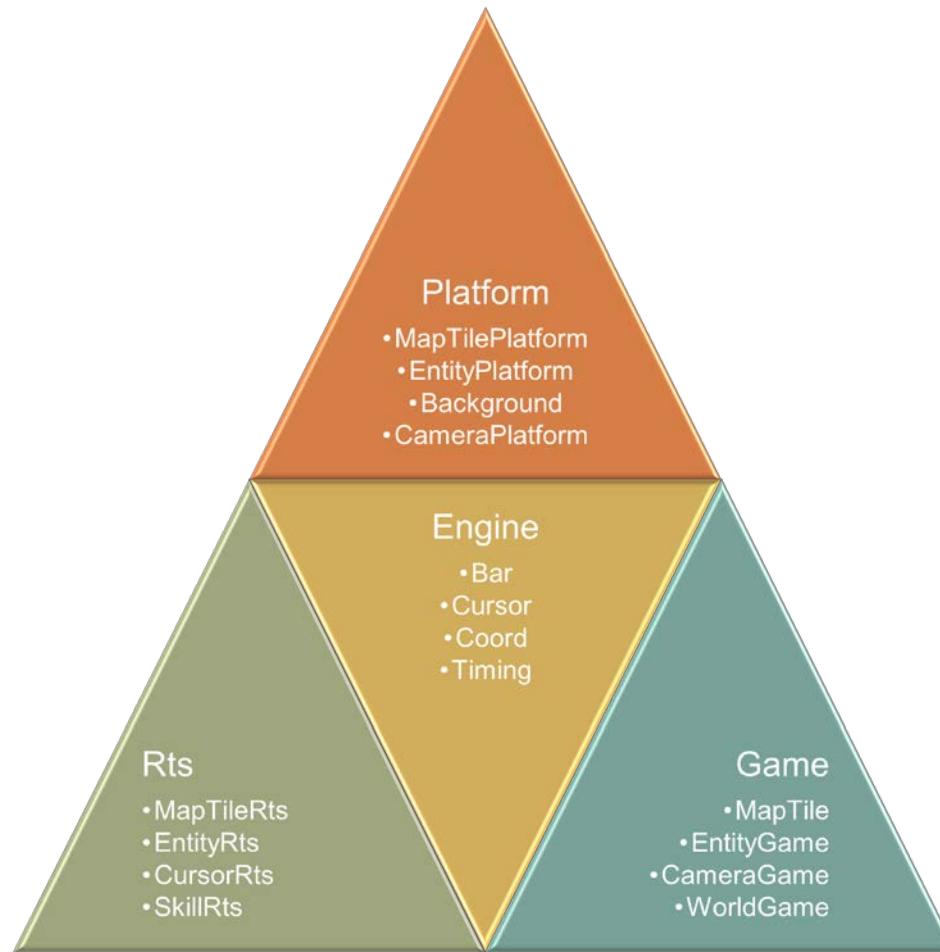 Platform
•MapTilePlatform
•EntityPlatform
•Background
•CameraPlatform
Engine
•Bar
•Cursor
•Coord
•Timing
Rts
•MapTileRts
•EntityRts
•CursorRts
•SkillRts
Game
•MapTile
•EntityGame
•CameraGame
•WorldGame